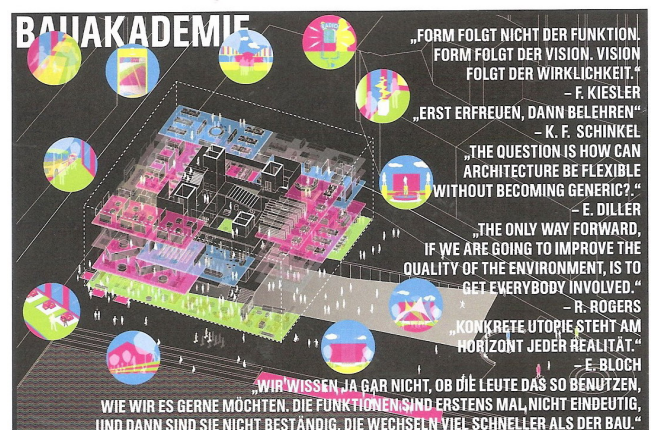 BAUAKADEMIE
„FORM FOLGT NICHT DER FUNKTION.
FORM FOLGT DER VISION. VISION
FOLGT DER WIRKLICHKEIT.“
– F. KIESLER
„ERST ERFREUEN, DANN BELEHREN“
– K. F. SCHINKEL
„THE QUESTION IS HOW CAN
ARCHITECTURE BE FLEXIBLE
WITHOUT BECOMING GENERIC?.“
– E. DILLER
„THE ONLY WAY FORWARD,
IF WE ARE GOING TO IMPROVE THE
QUALITY OF THE ENVIRONMENT, IS TO
GET EVERYBODY INVOLVED.“
– R. ROGERS
„KONKRETE UTOPIE STEHT AM
HORIZONT JEDER REALITÄT.“
– E. BLOCH
„WIR WISSEN JA GAR NICHT, OB DIE LEUTE DAS SO BENUTZEN,
WIE WIR ES GERNE MÖCHTEN. DIE FUNKTIONEN SIND ERSTENS MAL NICHT EINDEUTIG,
UND DANN SIND SIE NICHT BESTÄNDIG, DIE WECHSELN VIEL SCHNELLER ALS DER BAU.“